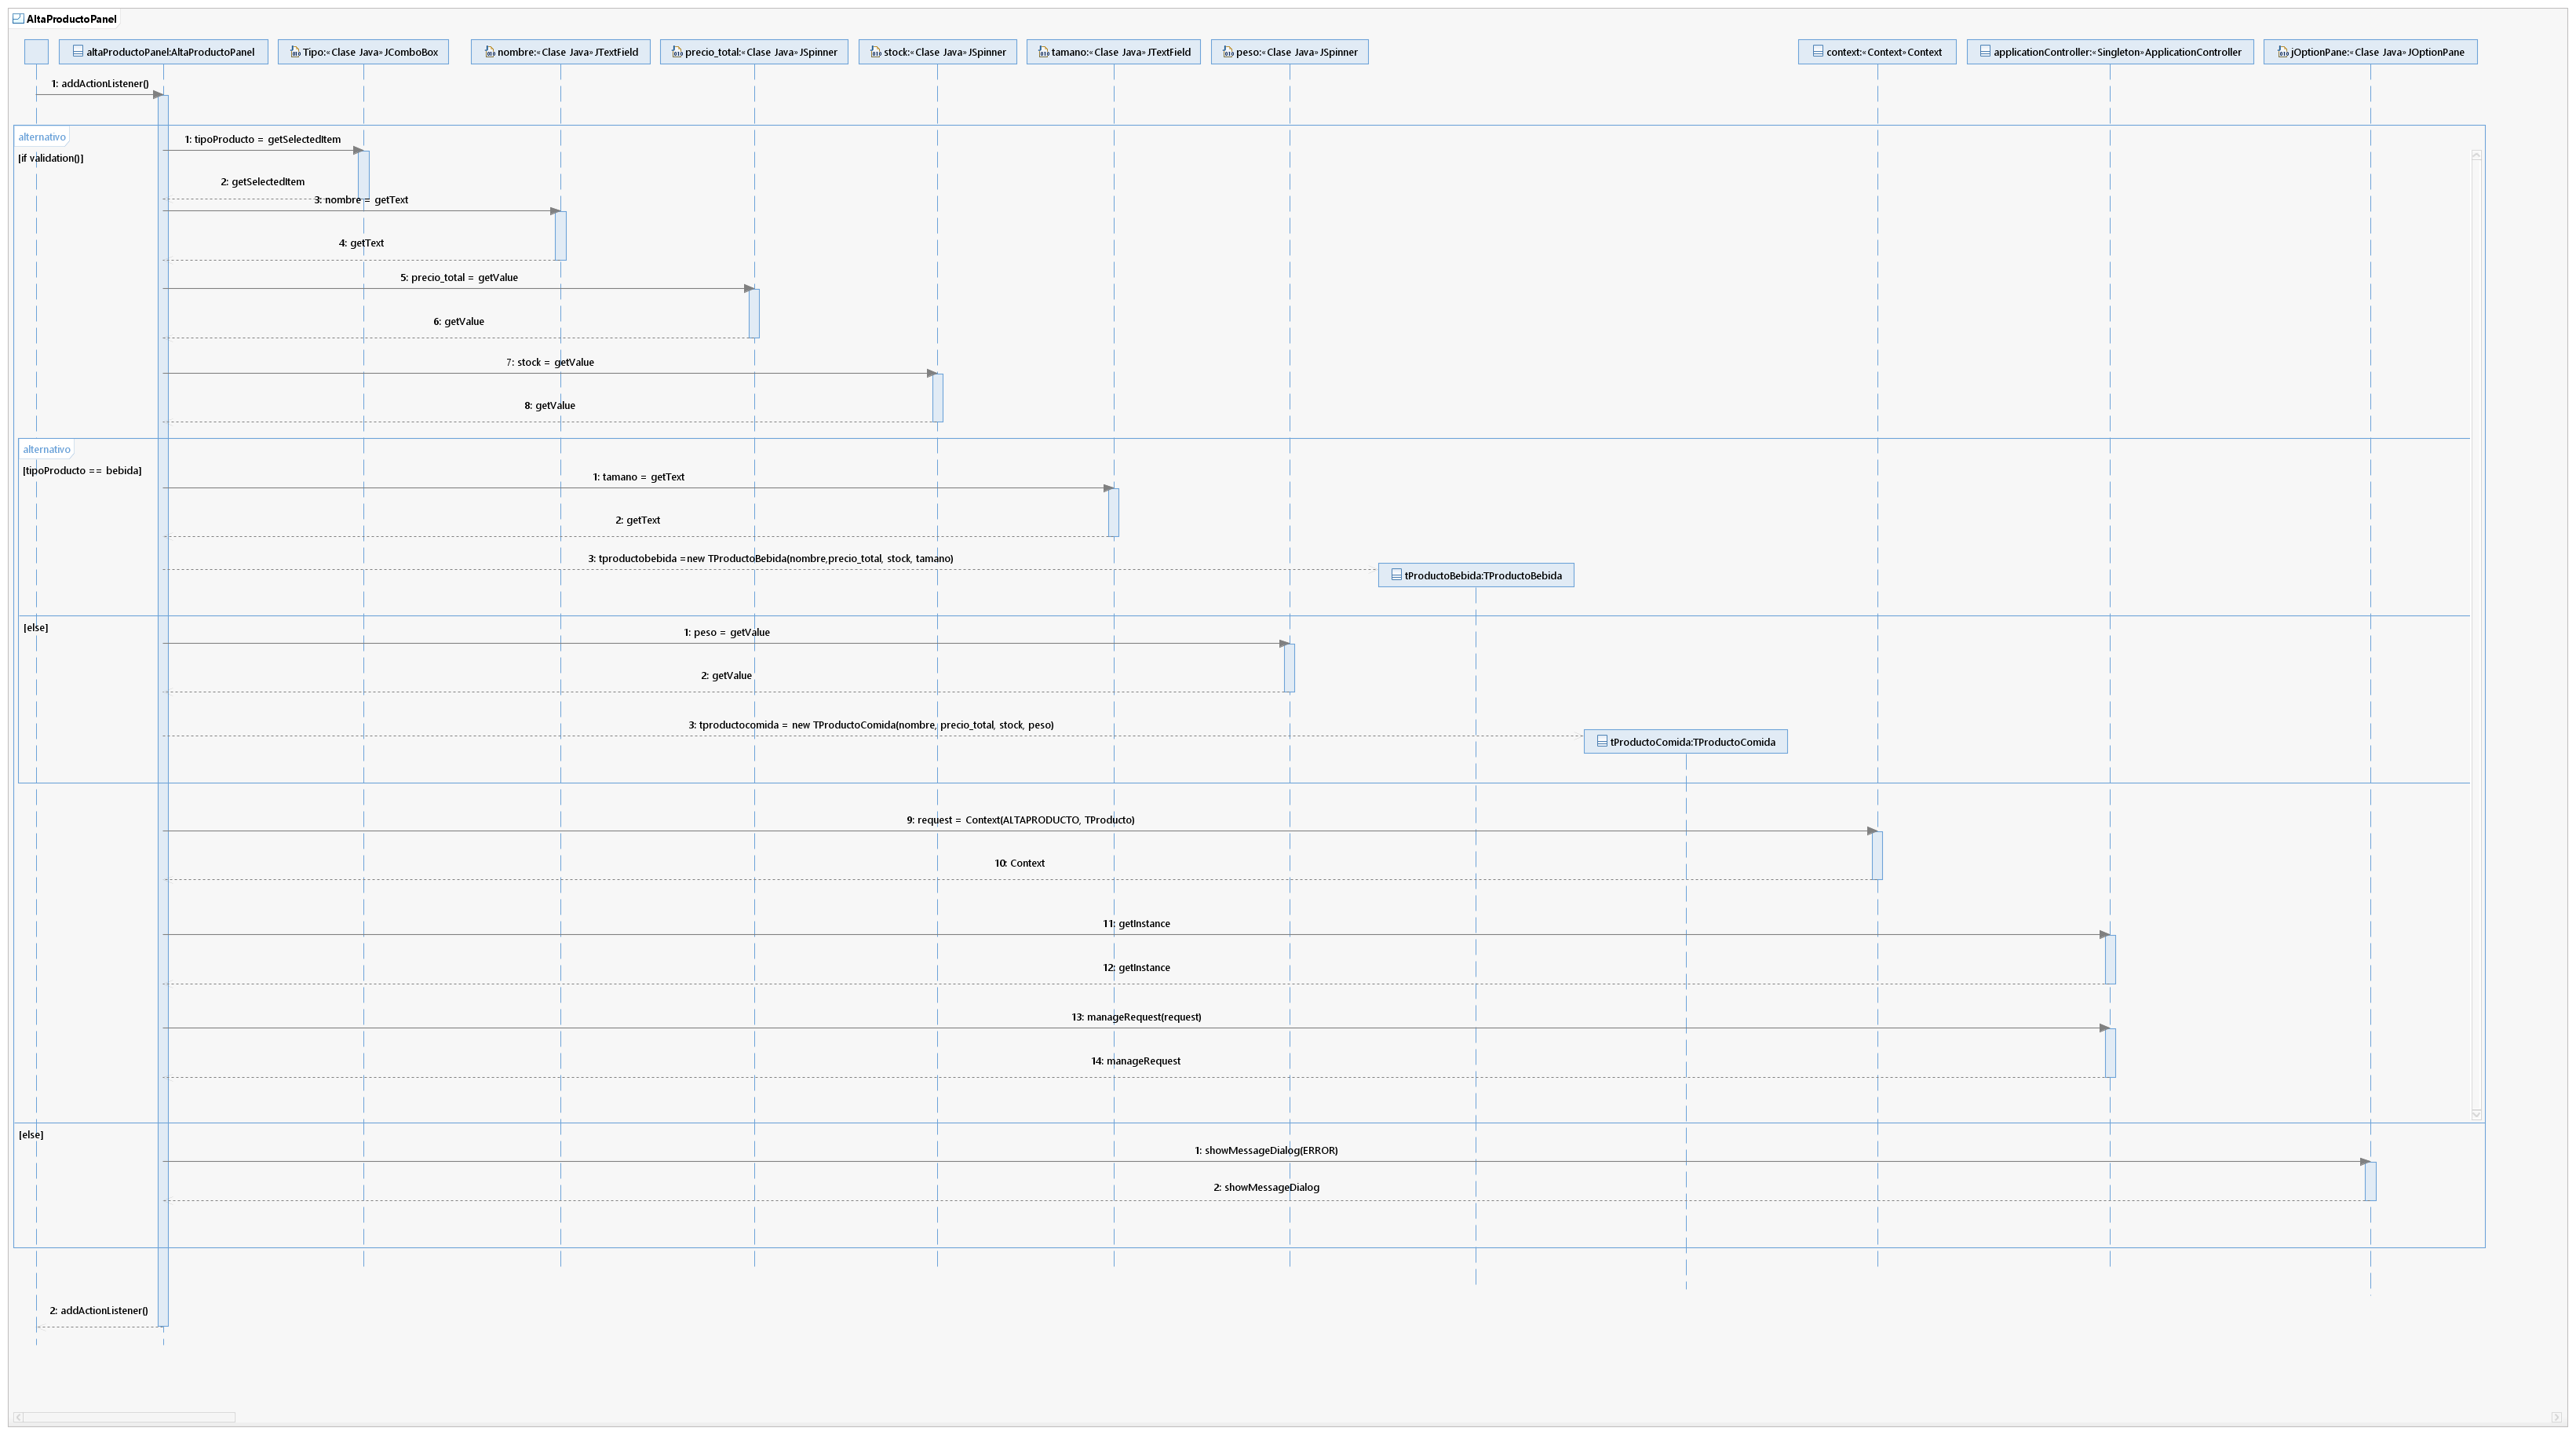 AltaProductoPanel
altaProductoPanel:AltaProductoPanel
Tipo:«Clase Java»JComboBox
nombre:«Clase Java»JTextField
precio_total:«Clase Java»JSpinner
stock:«Clase Java»JSpinner
tamano:«Clase Java»JTextField
peso:«Clase Java»JSpinner
context:«Context»Context
applicationController:«Singleton»ApplicationController
jOptionPane:«Clase Java»JOptionPane
1: addActionListener()
alternativo
[if validation()]
1: tipoProducto = getSelectedItem
2: getSelectedItem
3: nombre = getText
4: getText
5: precio_total = getValue
6: getValue
7: stock = getValue
8: getValue
alternativo
[tipoProducto == bebida]
1: tamano = getText
2: getText
3: tproductobebida =new TProductoBebida(nombre,precio_total, stock, tamano)
tProductoBebida:TProductoBebida
[else]
1: peso = getValue
2: getValue
3: tproductocomida = new TProductoComida(nombre, precio_total, stock, peso)
tProductoComida:TProductoComida
9: request = Context(ALTAPRODUCTO, TProducto)
10: Context
11: getInstance
12: getInstance
13: manageRequest(request)
14: manageRequest
[else]
1: showMessageDialog(ERROR)
2: showMessageDialog
2: addActionListener()